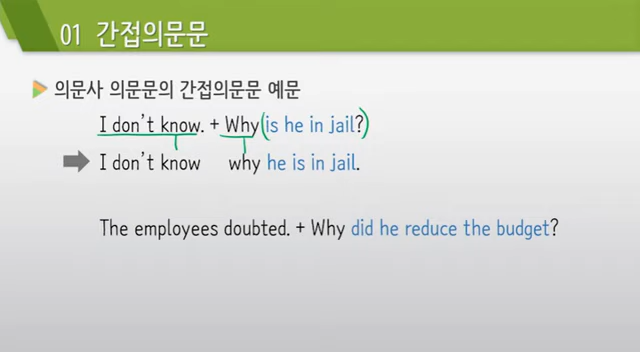 01 간접의문문
의문사 의문문의 간접의문문 예문
I don't know. + Why (is he in jail?)
I don't know why he is in jail.
The employees doubted. + Why did he reduce the budget?